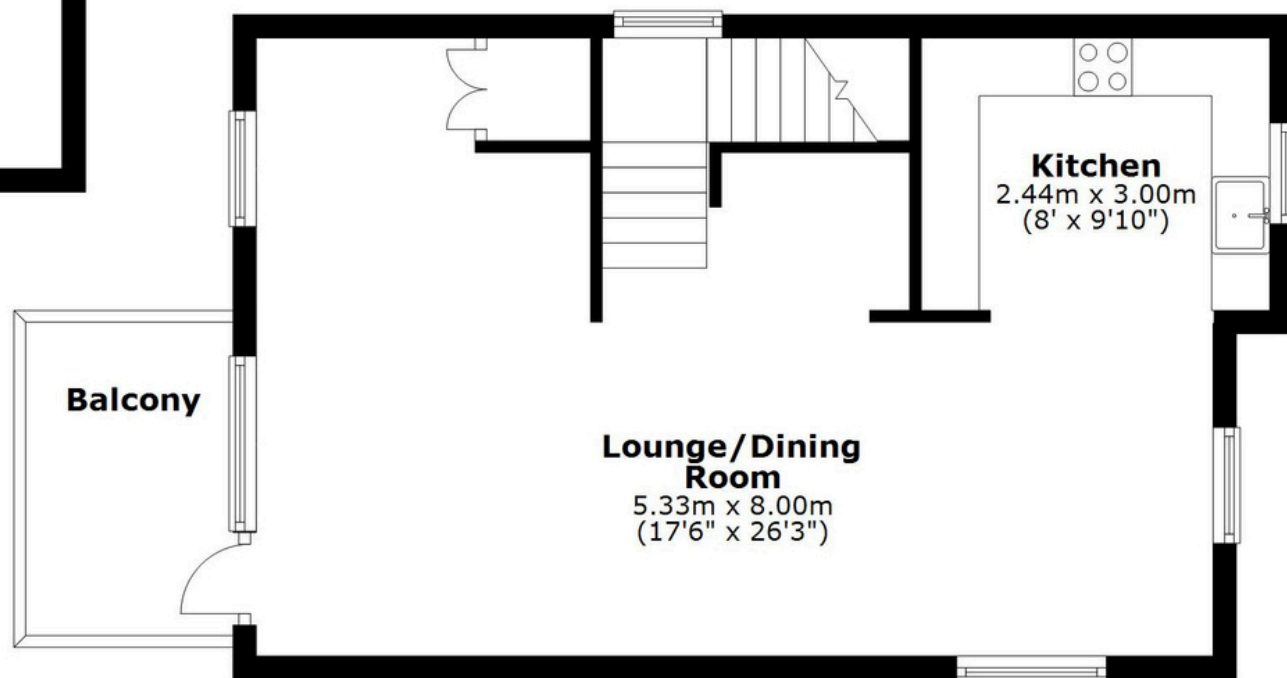 Kitchen
2.44m x 3.00m
(8' x 9'10")
Balcony
Lounge/Dining
Room
5.33m x 8.00m
(17'6" x 26'3")